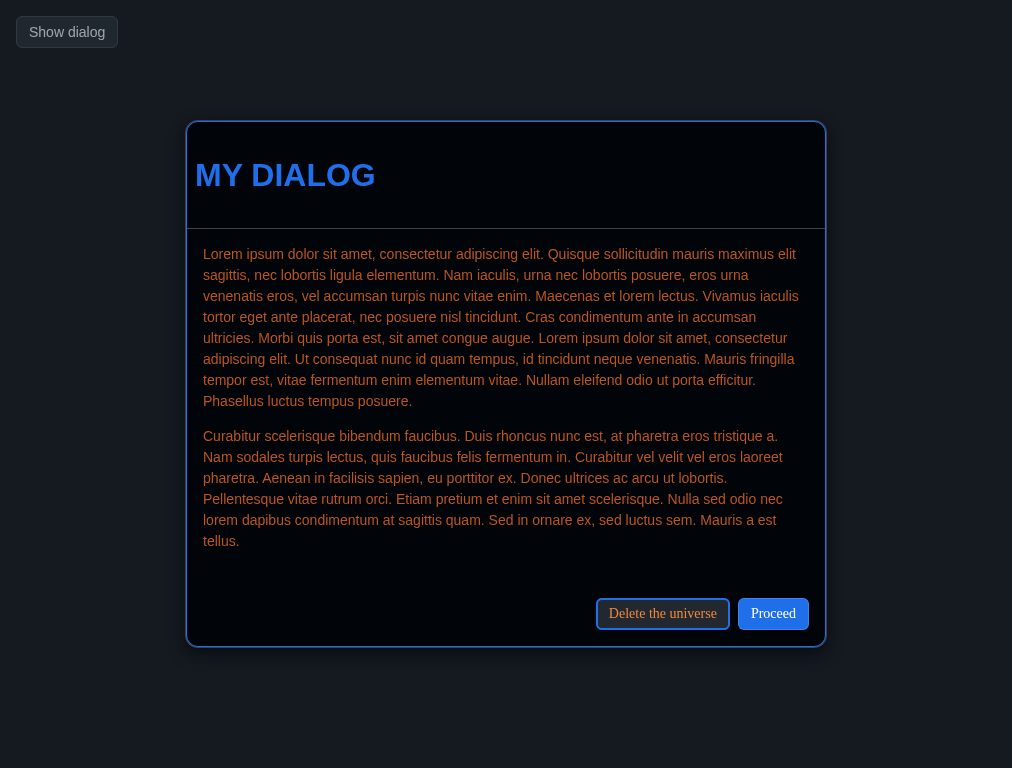 Show dialog
MY DIALOG
Lorem ipsum dolor sit amet, consectetur adipiscing elit. Quisque sollicitudin mauris maximus elit
sagittis, nec lobortis ligula elementum. Nam iaculis, urna nec lobortis posuere, eros urna
venenatis eros, vel accumsan turpis nunc vitae enim. Maecenas et lorem lectus. Vivamus iaculis
tortor eget ante placerat, nec posuere nisl tincidunt. Cras condimentum ante in accumsan
ultricies. Morbi quis porta est, sit amet congue augue. Lorem ipsum dolor sit amet, consectetur
adipiscing elit. Ut consequat nunc id quam tempus, id tincidunt neque venenatis. Mauris fringilla
tempor est, vitae fermentum enim elementum vitae. Nullam eleifend odio ut porta efficitur.
Phasellus luctus tempus posuere.
Curabitur scelerisque bibendum faucibus. Duis rhoncus nunc est, at pharetra eros tristique a.
Nam sodales turpis lectus, quis faucibus felis fermentum in. Curabitur vel velit vel eros laoreet
pharetra. Aenean in facilisis sapien, eu porttitor ex. Donec ultrices ac arcu ut lobortis.
Pellentesque vitae rutrum orci. Etiam pretium et enim sit amet scelerisque. Nulla sed odio nec
lorem dapibus condimentum at sagittis quam. Sed in ornare ex, sed luctus sem. Mauris a est
tellus.
Delete the universe
Proceed